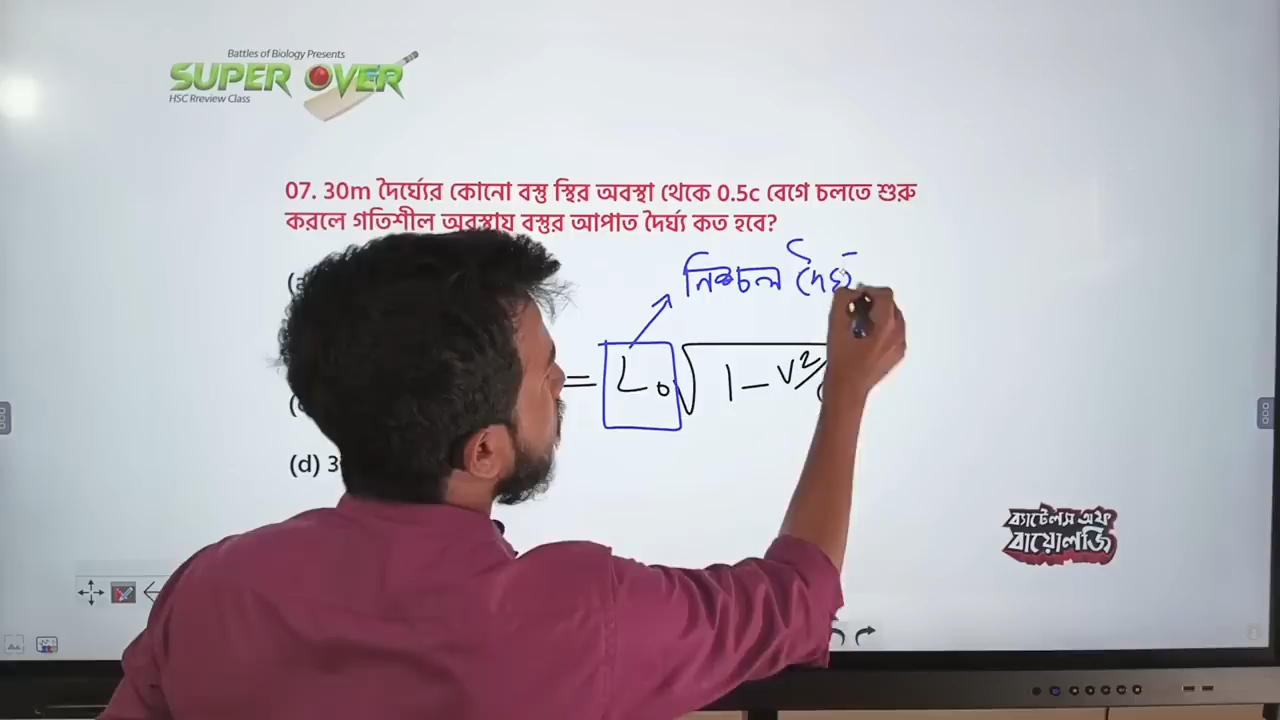 Battles of Biology Presents
SUPER OVER
HSC Rreview Class
07. 30m দৈর্ঘ্যের কোনো বস্তু স্থির অবস্থা থেকে 0.5c বেগে চলতে শুরু
করলে গতিশীল অবস্থায় বস্তুর আপাত দৈর্ঘ্য কত হবে?
নিশ্চল দৈর্ঘ
= L₀ √1 - v²/
(d) 3
ব্যাটেলস অফ
বায়োলজি